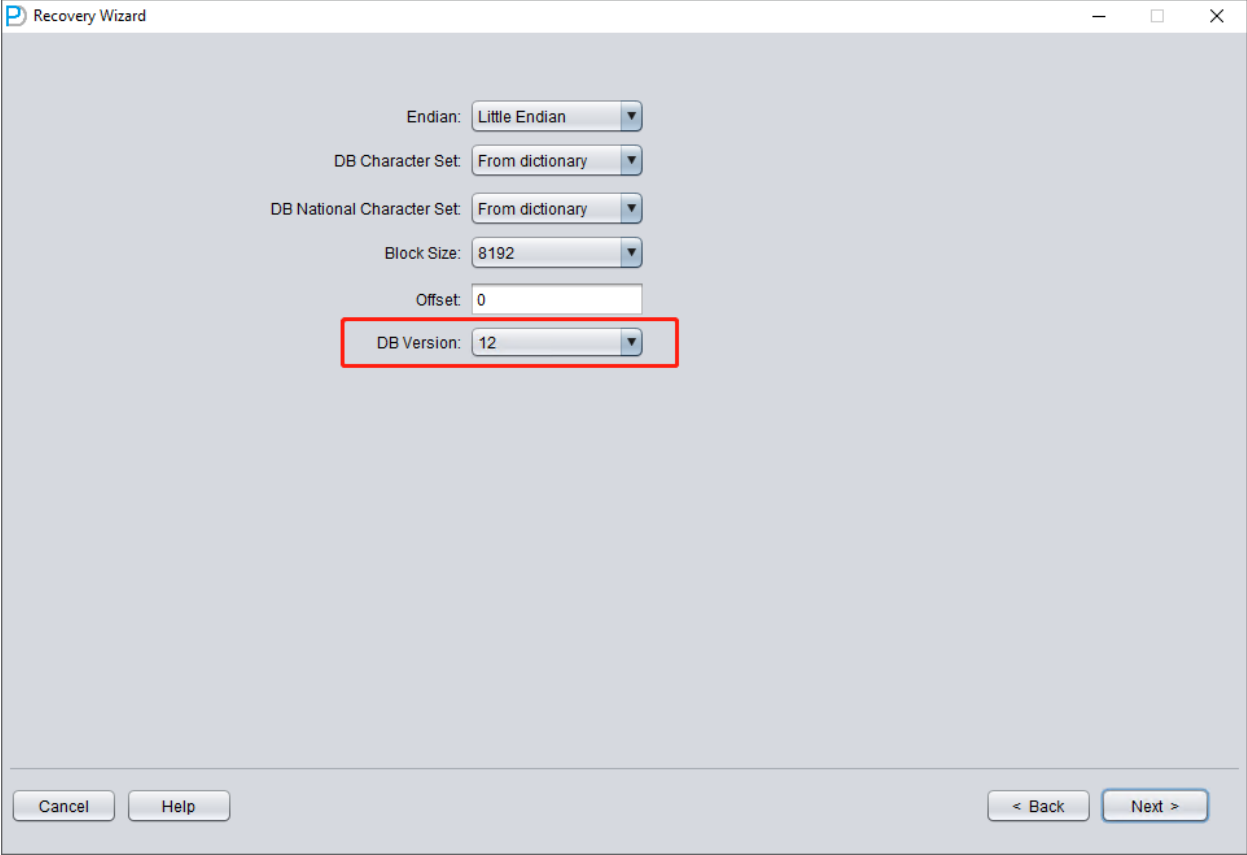 Recovery Wizard
Endian: Little Endian
DB Character Set: From dictionary
DB National Character Set: From dictionary
Block Size: 8192
Offset: 0
DB Version: 12
Cancel Help < Back Next >